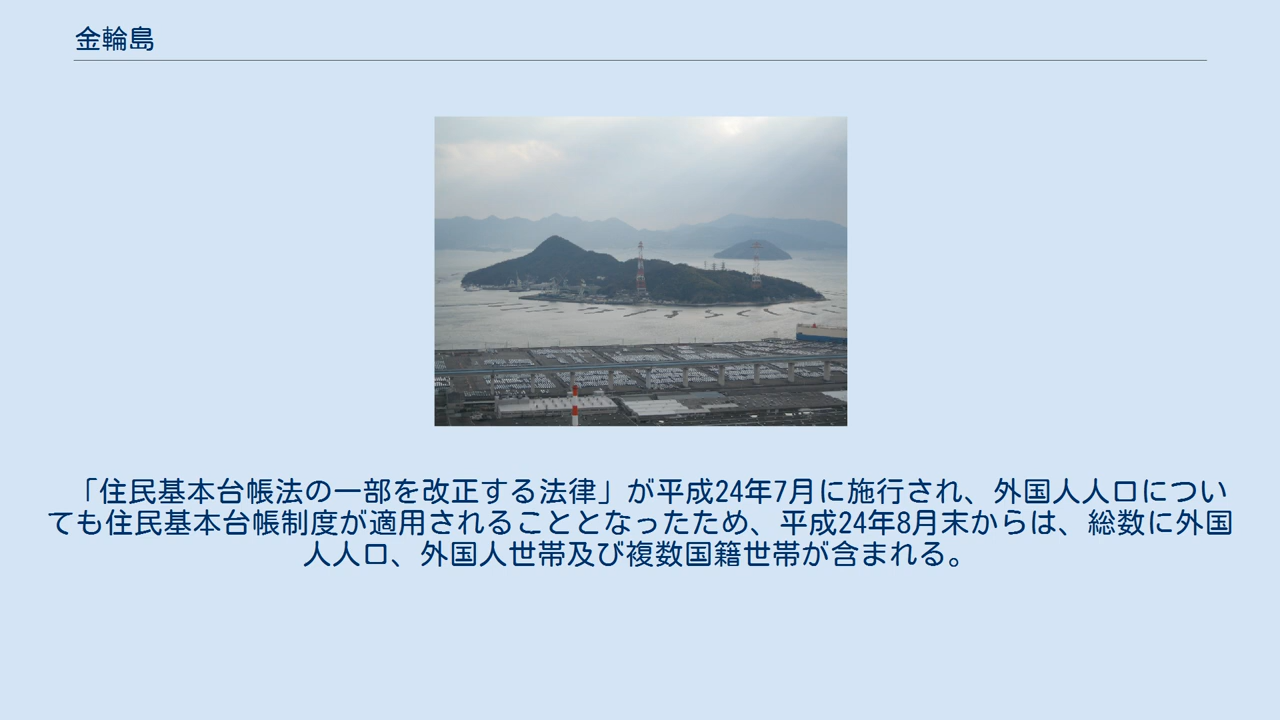 金輪島
「住民基本台帳法の一部を改正する法律」が平成24年7月に施行され、外国人人口につい
ても住民基本台帳制度が適用されることとなったため、平成24年8月末からは、総数に外国
人人口、外国人世帯及び複数国籍世帯が含まれる。